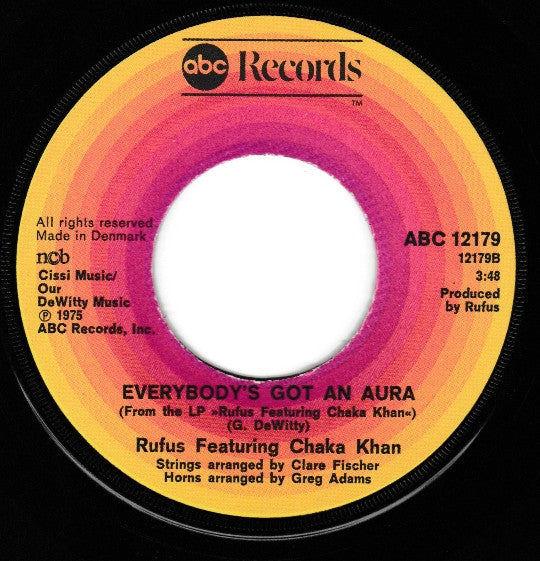 abc Records
™
All rights reserved
Made in Denmark
ncb
Cissi Music/
Our
DeWitty Music
℗ 1975
ABC Records, Inc.
ABC 12179
12179B
3:48
Produced
by Rufus
EVERYBODY'S GOT AN AURA
(From the LP »Rufus Featuring Chaka Khan«)
(G. DeWitty)
Rufus Featuring Chaka Khan
Strings arranged by Clare Fischer
Horns arranged by Greg Adams